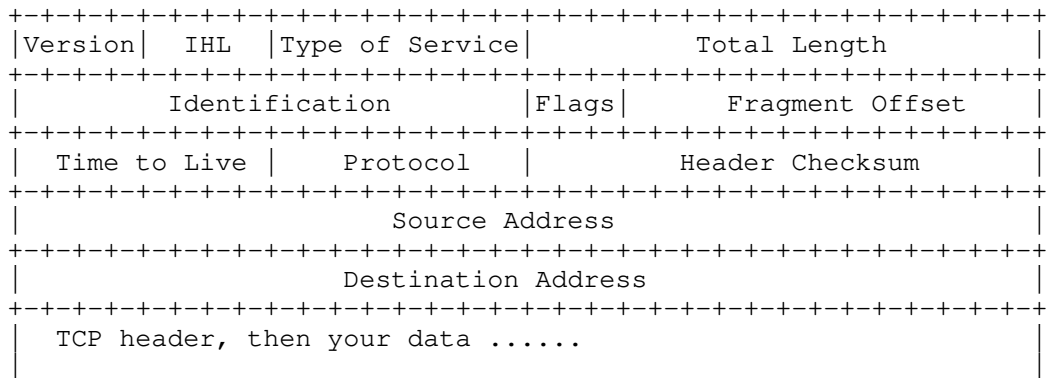 Version IHL Type of Service Total Length
Identification Flags Fragment Offset
Time to Live Protocol Header Checksum
Source Address
Destination Address
TCP header, then your data ......